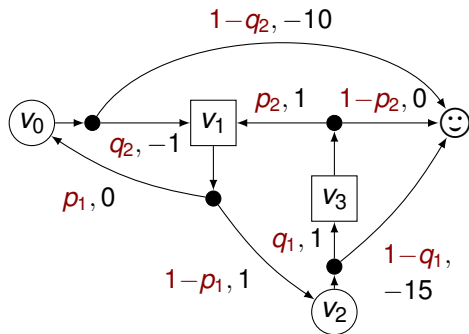 1−q₂, −10
v₀
q₂, −1
v₁
p₂, 1
1−p₂, 0
p₁, 0
v₃
q₁, 1
1−p₁, 1
1−q₁,
−15
v₂